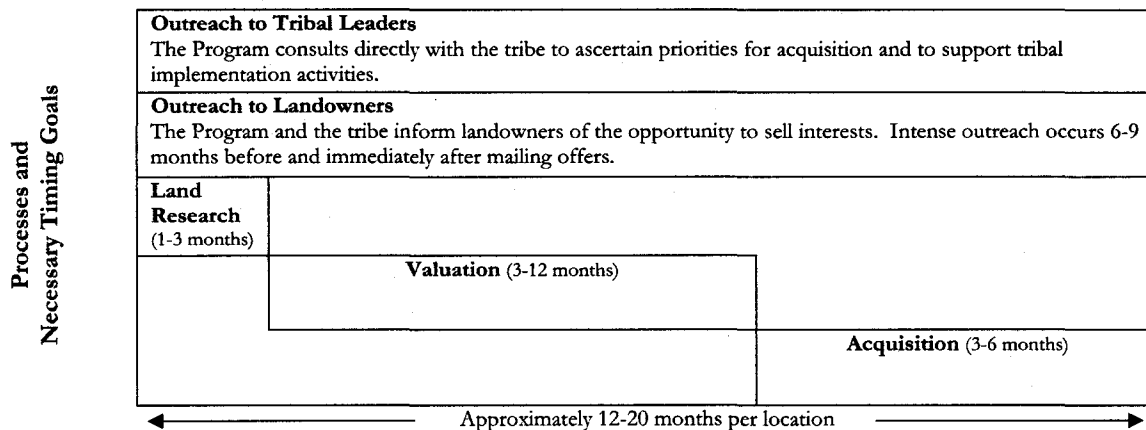 Processes and
Necessary Timing Goals
Outreach to Tribal Leaders
The Program consults directly with the tribe to ascertain priorities for acquisition and to support tribal
implementation activities.
Outreach to Landowners
The Program and the tribe inform landowners of the opportunity to sell interests. Intense outreach occurs 6-9
months before and immediately after mailing offers.
Land
Research
(1-3 months)
Valuation (3-12 months)
Acquisition (3-6 months)
Approximately 12-20 months per location